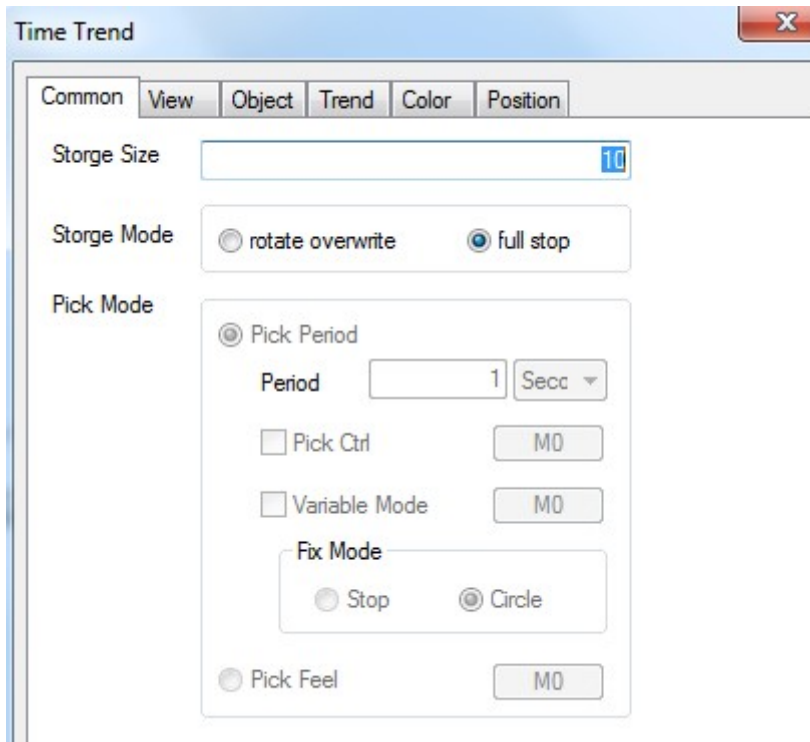 Time Trend
Common View Object Trend Color Position
Storge Size 10
Storge Mode rotate overwrite full stop
Pick Mode
Pick Period
Period 1 Secc
Pick Ctrl M0
Variable Mode M0
Fix Mode
Stop Circle
Pick Feel M0